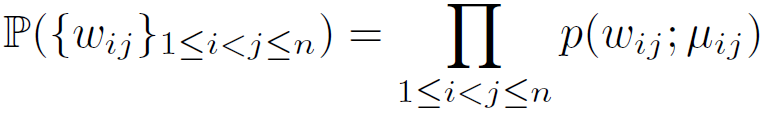 ℙ({w_{ij}}_{1≤i<j≤n}) = ∏_{1≤i<j≤n} p(w_{ij}; μ_{ij})